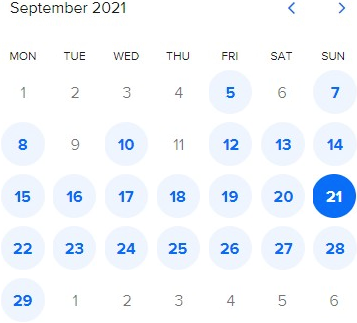 September 2021
MON TUE WED THU FRI SAT SUN
1 2 3 4 5 6 7
8 9 10 11 12 13 14
15 16 17 18 19 20 21
22 23 24 25 26 27 28
29 1 2 3 4 5 6